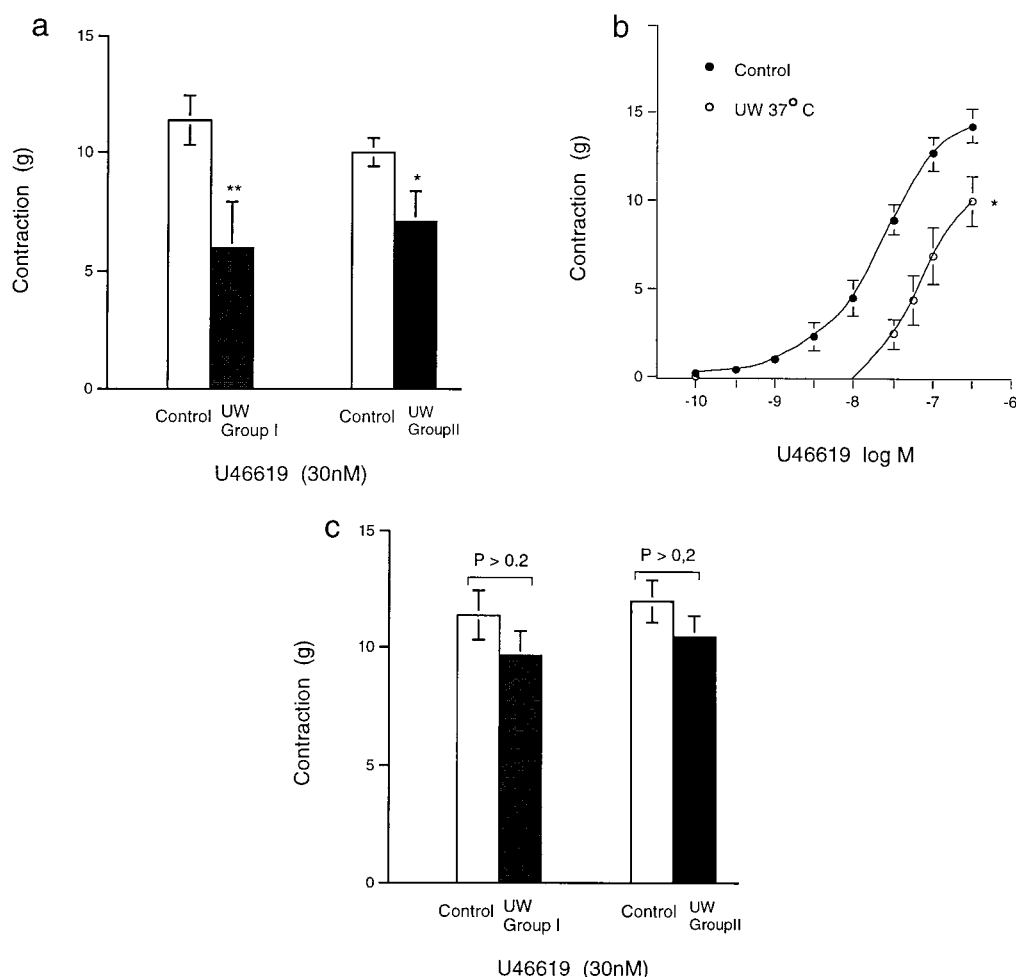 a
15
10
5
0
Contraction (g)
**
*
Control UW Group I
Control UW GroupII
U46619 (30nM)
b
Control
UW 37° C
15
10
5
0
Contraction (g)
*
-10 -9 -8 -7 -6
U46619 log M
c
15
10
5
0
Contraction (g)
P > 0.2
P > 0,2
Control UW Group I
Control UW GroupII
U46619 (30nM)